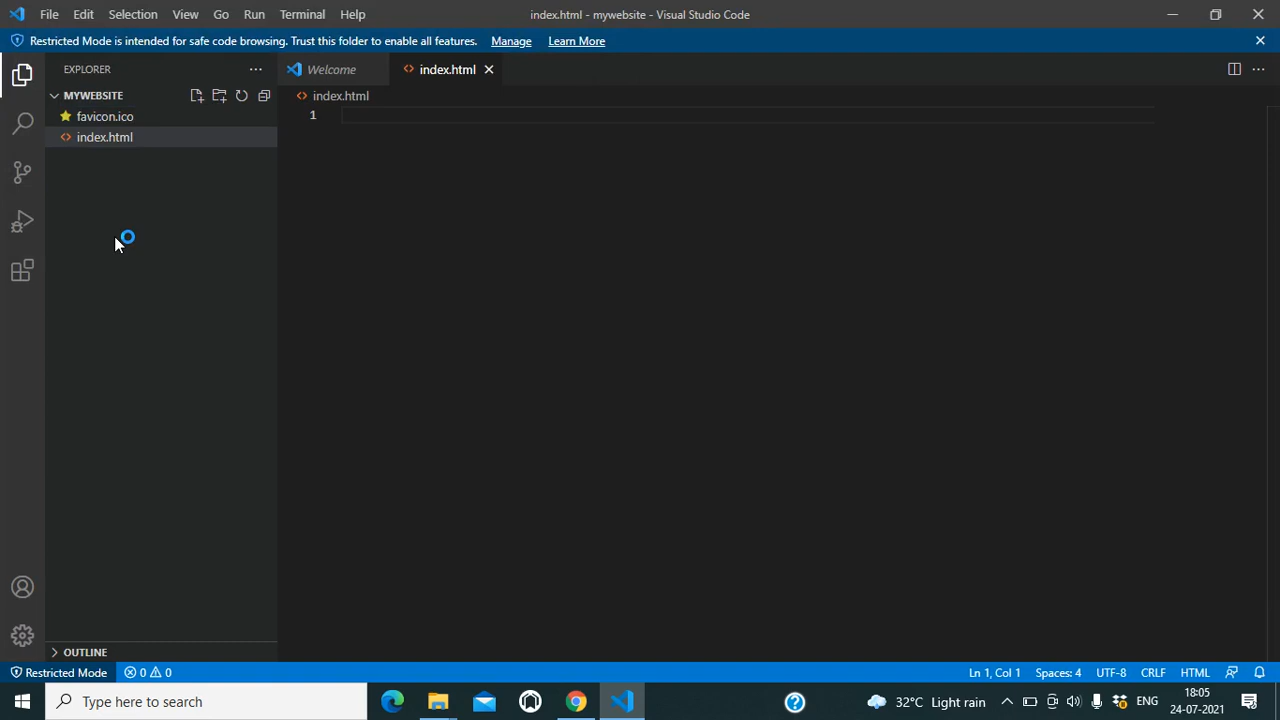 File Edit Selection View Go Run Terminal Help index.html - mywebsite - Visual Studio Code
Restricted Mode is intended for safe code browsing. Trust this folder to enable all features. Manage Learn More
EXPLORER
Welcome index.html
MYWEBSITE
index.html
favicon.ico
1
index.html
OUTLINE
Restricted Mode 0 0 Ln 1, Col 1 Spaces: 4 UTF-8 CRLF HTML
Type here to search
32°C Light rain ENG
18:05
24-07-2021